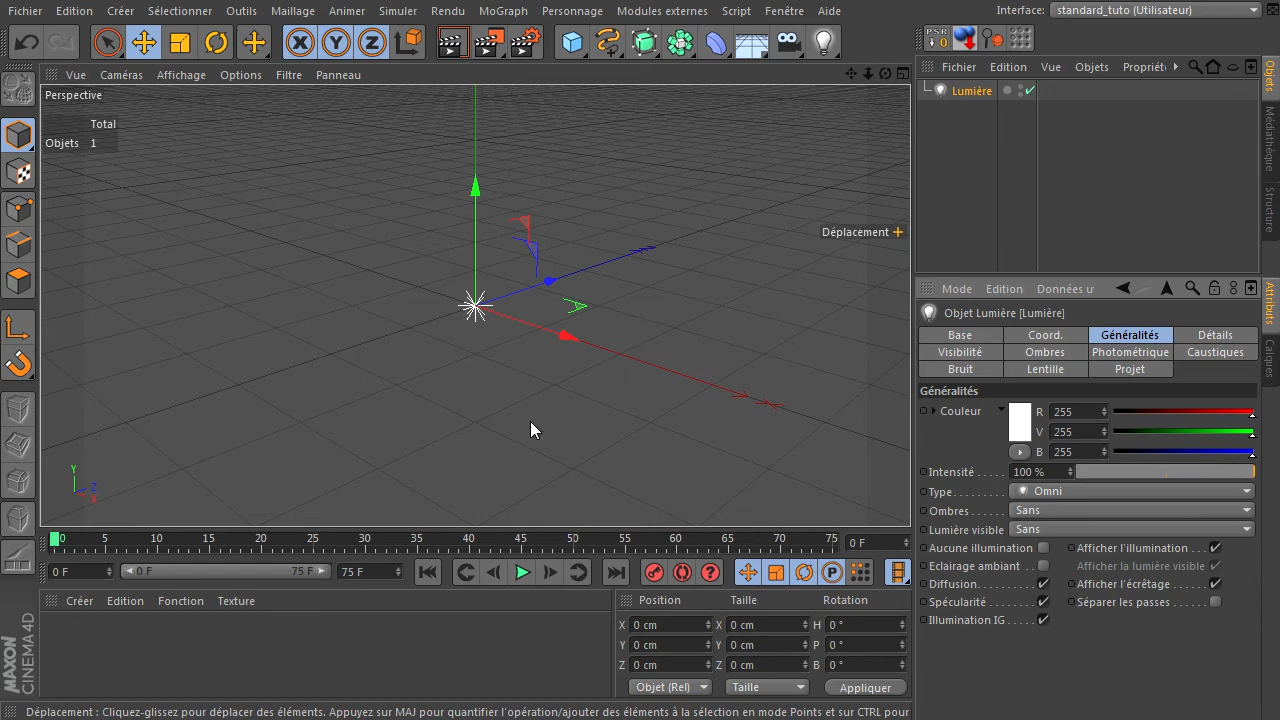 Fichier Edition Créer Sélectionner Outils Maillage Animer Simuler Rendu MoGraph Personnage Modules externes Script Fenêtre Aide Interface: standard_tuto (Utilisateur)
X Y Z
PSR
Vue Caméras Affichage Options Filtre Panneau
Fichier Edition Vue Objets Propriét
Perspective
Lumière
Objets
Médiathèque
Structure
Total
Objets 1
Déplacement
Mode Edition Données u
Attributs
Calques
Objet Lumière [Lumière]
Base Coord. Généralités Détails
Visibilité Ombres Photométrique Caustiques
Bruit Lentille Projet
Généralités
Couleur R 255
V 255
B 255
Intensité . . . . . 100 %
Type . . . . . . . . Omni
Ombres . . . . . . Sans
Lumière visible Sans
Aucune illumination Afficher l'illumination . . .
Eclairage ambiant Afficher la lumière visible
Diffusion . . . . . . . . . Afficher l'écrêtage . . . .
Spécularité . . . . . . . Séparer les passes . . . .
Illumination IG . . . .
Y
Z
X
0 5 10 15 20 25 30 35 40 45 50 55 60 65 70 75 0 F
0 F 0 F 75 F 75 F
Créer Edition Fonction Texture
Position Taille Rotation
X 0 cm X 0 cm H 0 °
Y 0 cm Y 0 cm P 0 °
Z 0 cm Z 0 cm B 0 °
Objet (Rel) Taille Appliquer
MAXON
CINEMA 4D
Déplacement : Cliquez-glissez pour déplacer des éléments. Appuyez sur MAJ pour quantifier l'opération/ajouter des éléments à la sélection en mode Points et sur CTRL pour